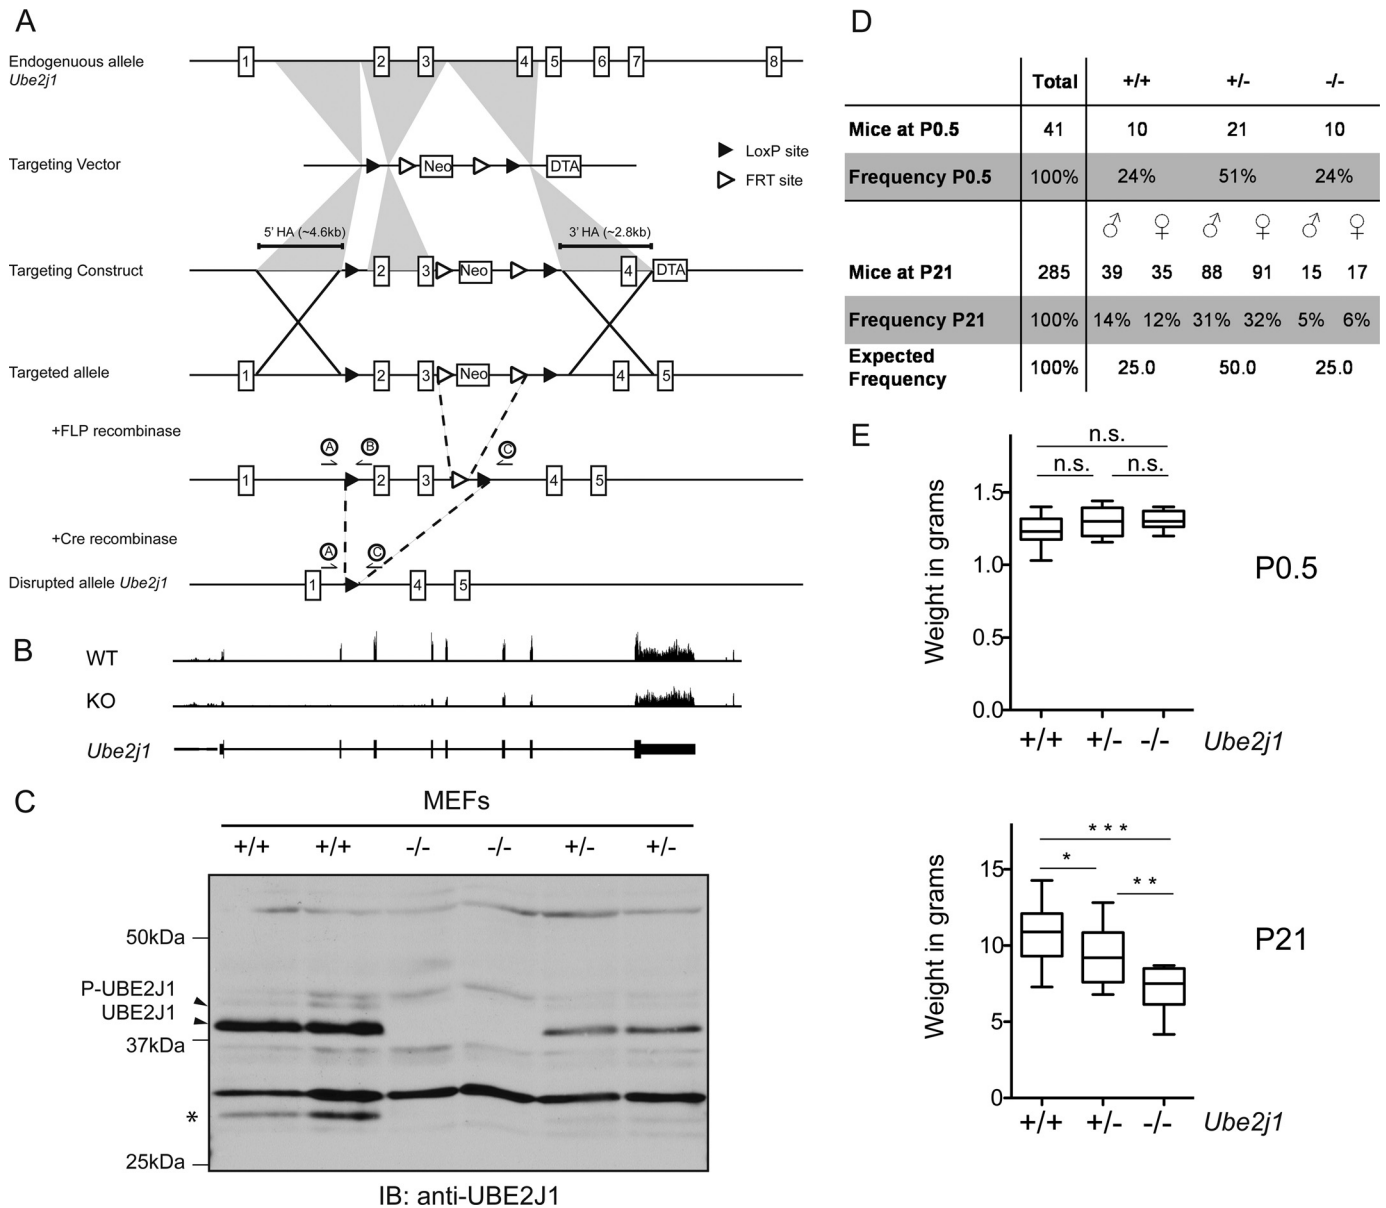 A
Endogenuous allele
Ube2j1
1 2 3 4 5 6 7 8
Targeting Vector
Neo DTA
LoxP site
FRT site
5' HA (~4.6kb) 3' HA (~2.8kb)
Targeting Construct
2 3 Neo 4 DTA
Targeted allele
1 2 3 Neo 4 5
+FLP recombinase
A B C
1 2 3 4 5
+Cre recombinase
A C
Disrupted allele Ube2j1
1 4 5
B
WT
KO
Ube2j1
C
MEFs
+/+ +/+ -/- -/- +/- +/-
50kDa
P-UBE2J1
UBE2J1
37kDa
*
25kDa
IB: anti-UBE2J1
D
Total +/+ +/- -/-
Mice at P0.5 41 10 21 10
Frequency P0.5 100% 24% 51% 24%
♂ ♀ ♂ ♀ ♂ ♀
Mice at P21 285 39 35 88 91 15 17
Frequency P21 100% 14% 12% 31% 32% 5% 6%
Expected
Frequency 100% 25.0 50.0 25.0
E
n.s.
n.s. n.s.
Weight in grams
1.5
1.0
0.5
0.0
P0.5
+/+ +/- -/- Ube2j1
* * *
*
* *
Weight in grams
15
10
5
0
P21
+/+ +/- -/- Ube2j1